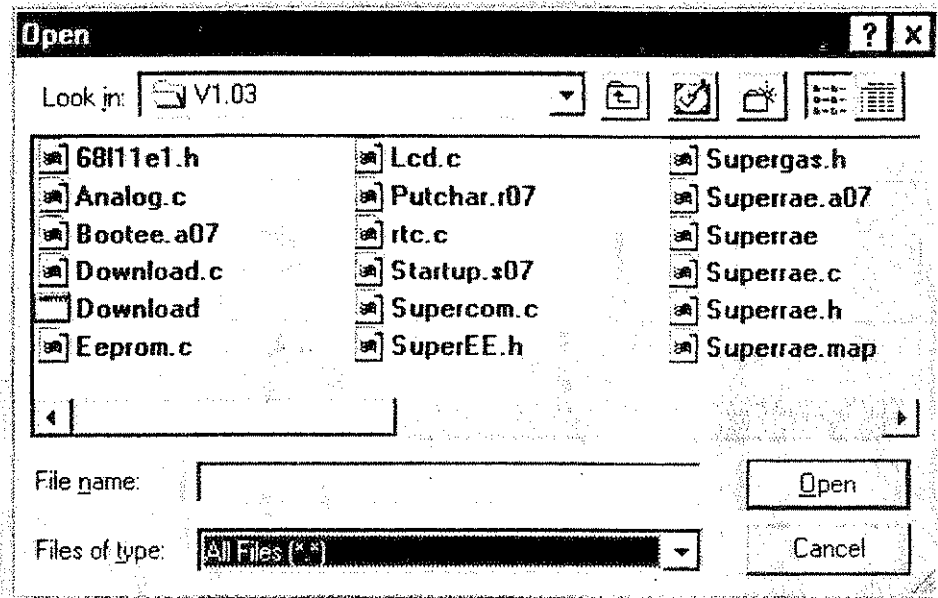 Open
Look in: V1.03
68l11e1.h Lcd.c Supergas.h
Analog.c Putchar.r07 Superrae.a07
Bootee.a07 rtc.c Superrae
Download.c Startup.s07 Superrae.c
Download Supercom.c Superrae.h
Eeprom.c SuperEE.h Superrae.map
File name: Open
Files of type: All Files (*.*) Cancel